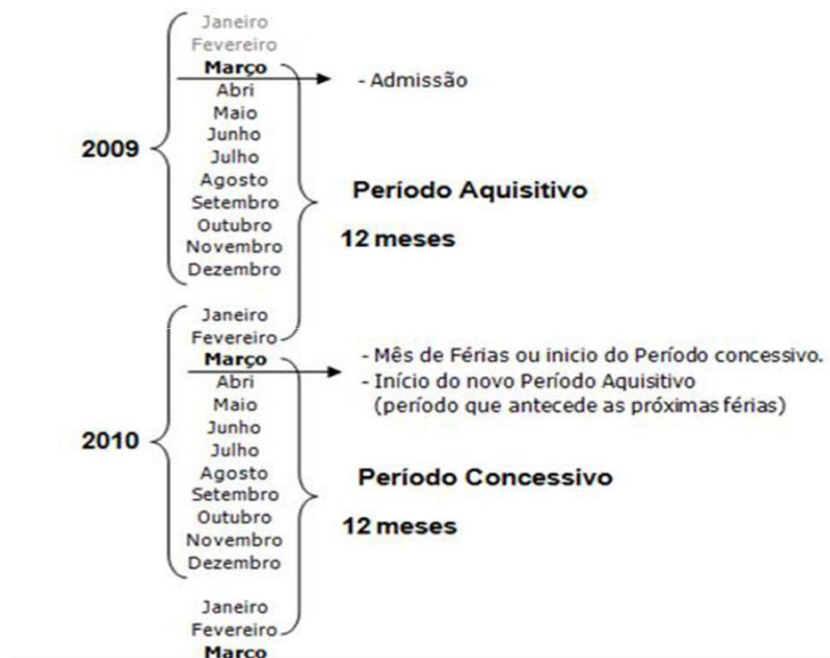 Janeiro
Fevereiro
Março
- Admissão
Abri
Maio
Junho
2009
Julho
Agosto
Período Aquisitivo
Setembro
Outubro
12 meses
Novembro
Dezembro
Janeiro
Fevereiro
Março
- Mês de Férias ou inicio do Período concessivo.
- Início do novo Período Aquisitivo
(período que antecede as próximas férias)
Abri
Maio
Junho
2010
Julho
Agosto
Período Concessivo
Setembro
Outubro
12 meses
Novembro
Dezembro
Janeiro
Fevereiro
Março